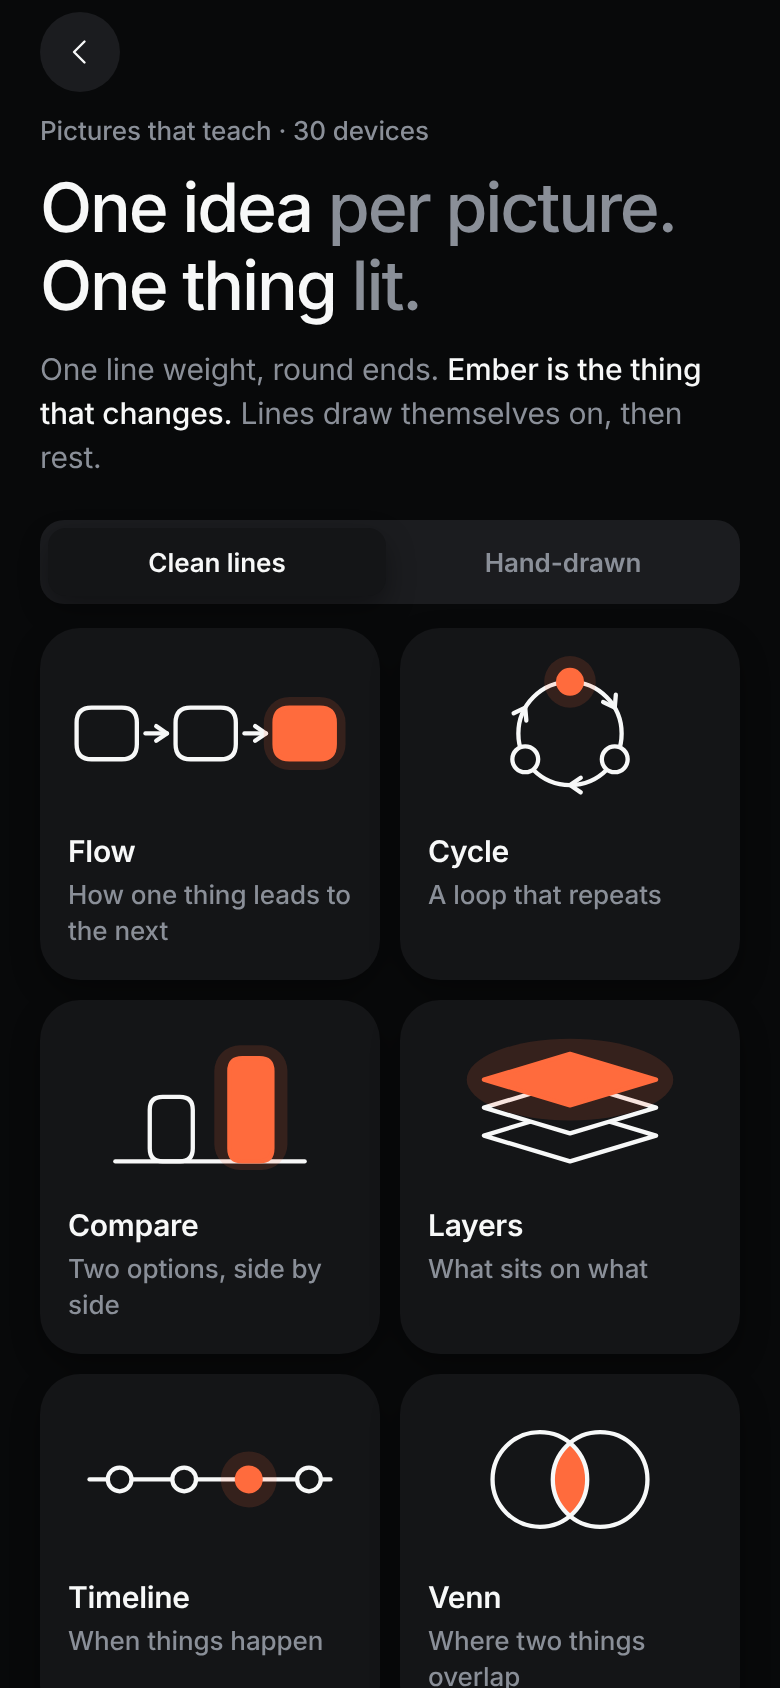 Pictures that teach · 30 devices
One idea per picture.
One thing lit.
One line weight, round ends. Ember is the thing
that changes. Lines draw themselves on, then
rest.
Clean lines
Hand-drawn
Flow
How one thing leads to
the next
Cycle
A loop that repeats
Compare
Two options, side by
side
Layers
What sits on what
Timeline
When things happen
Venn
Where two things
overlap